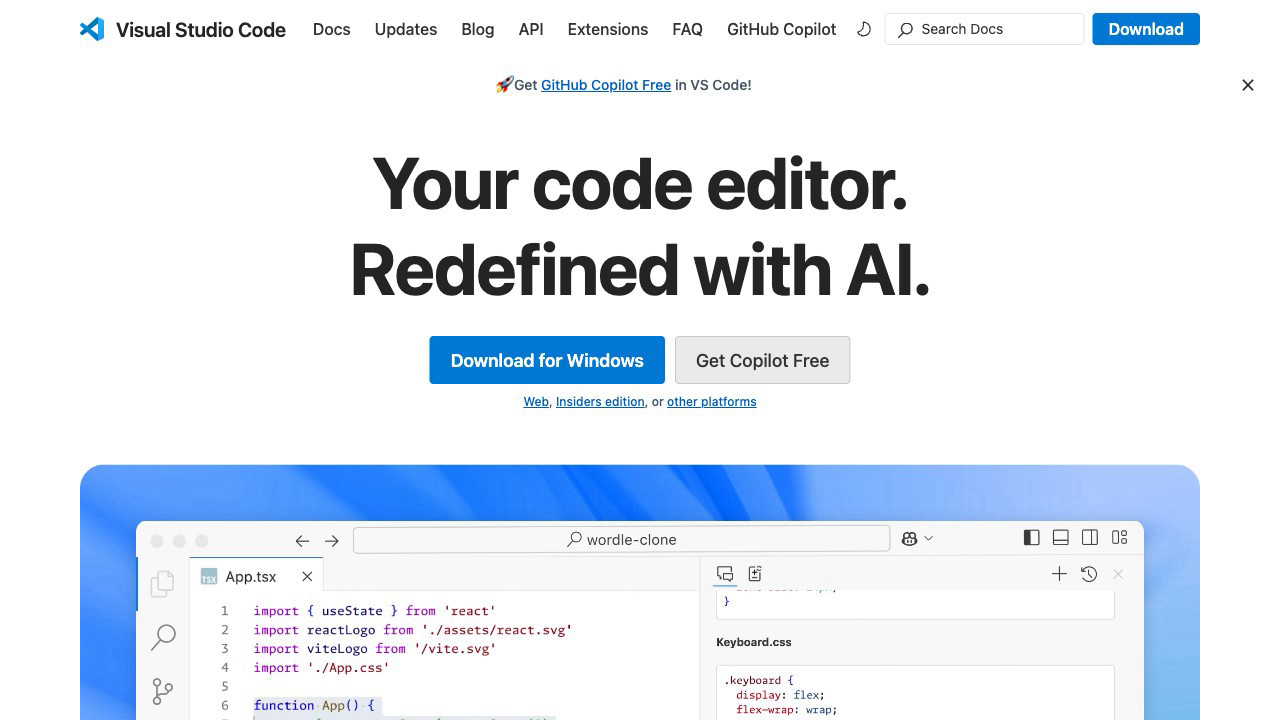 Visual Studio Code Docs Updates Blog API Extensions FAQ GitHub Copilot Search Docs Download
🚀Get GitHub Copilot Free in VS Code!
Your code editor.
Redefined with AI.
Download for Windows Get Copilot Free
Web, Insiders edition, or other platforms
wordle-clone
TSX App.tsx
1 import { useState } from 'react'
2 import reactLogo from './assets/react.svg'
3 import viteLogo from '/vite.svg'
4 import './App.css'
5
6 function App() {
}
Keyboard.css
.keyboard {
display: flex;
flex-wrap: wrap;